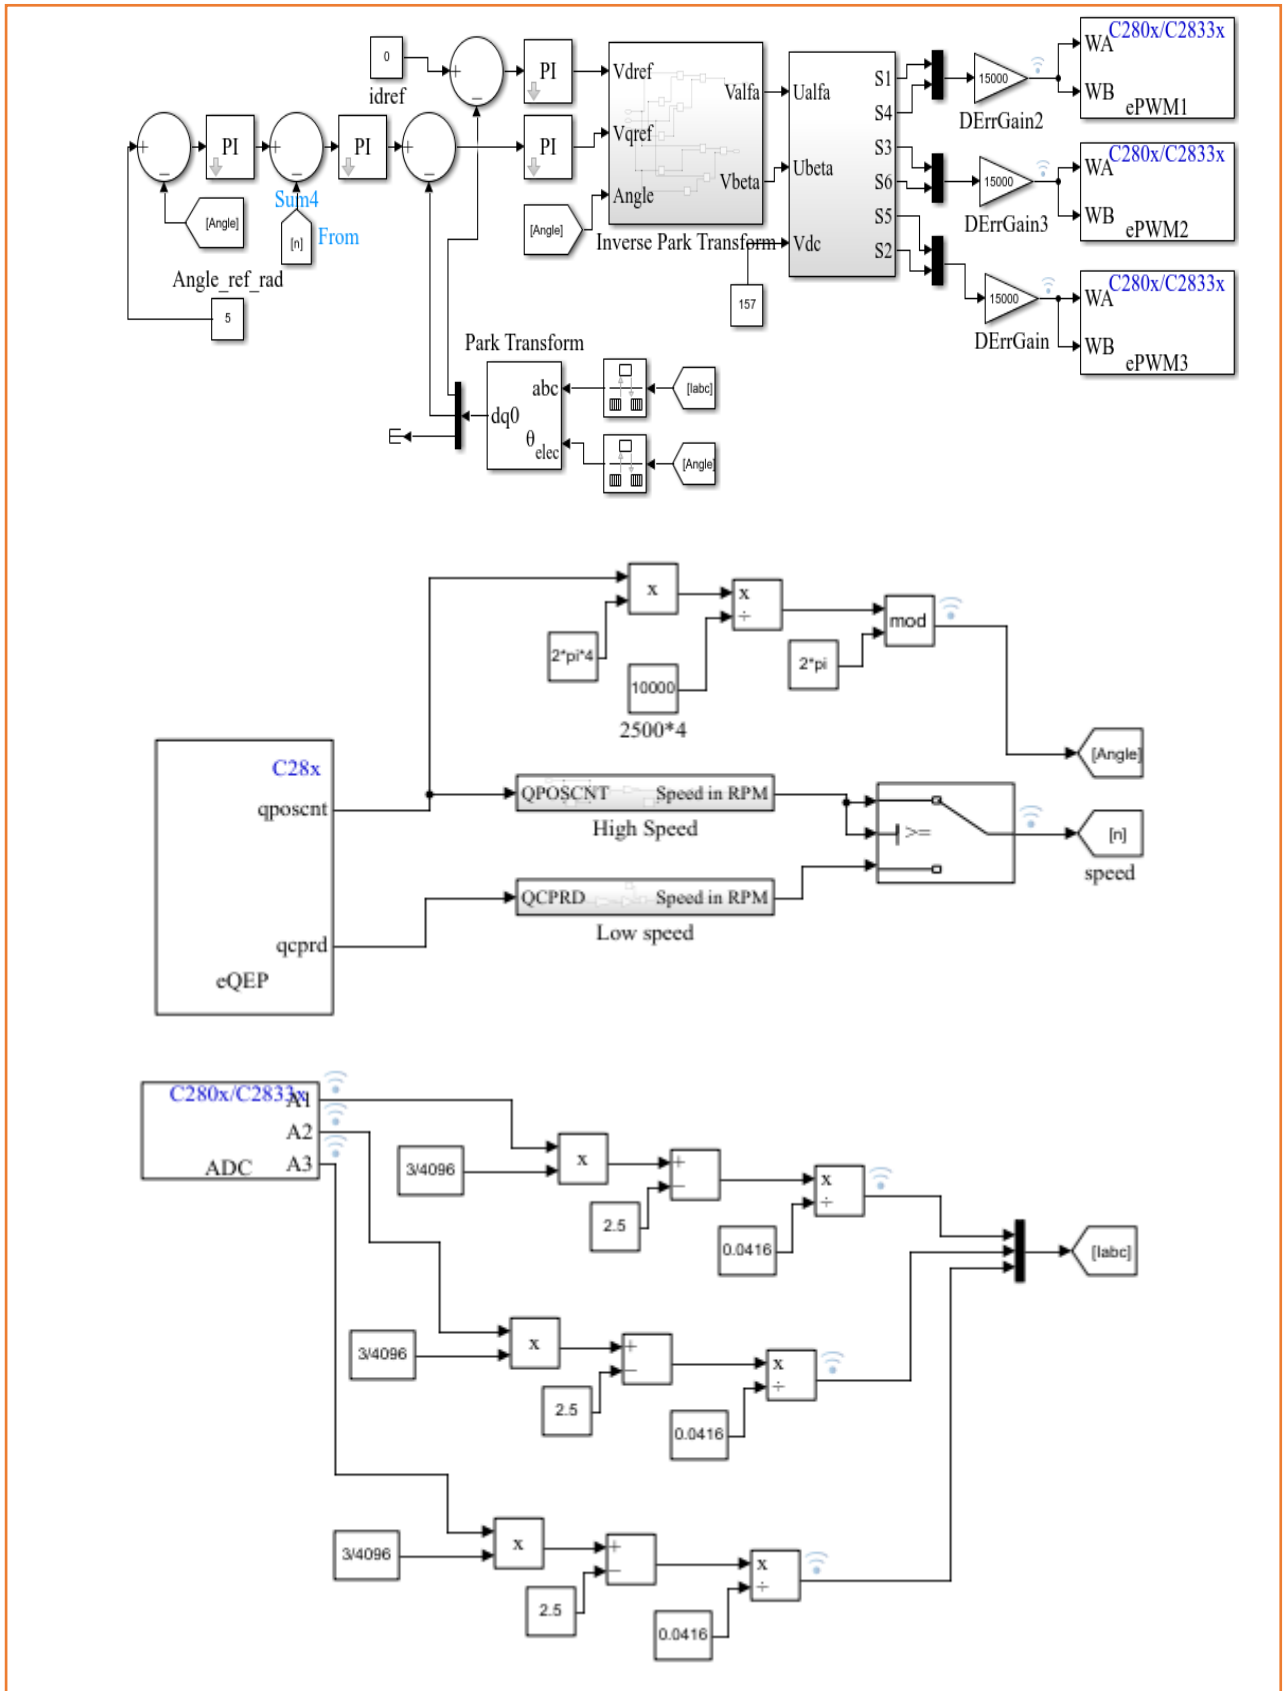 0
idref
+
−
PI
Vdref
Vqref
Angle
Valfa
Vbeta
Inverse Park Transform
Ualfa
Ubeta
Vdc
S1
S4
S3
S6
S5
S2
15000
DErrGain2
C280x/C2833x
WA
WB
ePWM1
+
−
PI
+
−
PI
+
−
PI
[Angle]
Sum4
[n]
From
[Angle]
15000
DErrGain3
C280x/C2833x
WA
WB
ePWM2
Angle_ref_rad
5
157
15000
DErrGain
C280x/C2833x
WA
WB
ePWM3
Park Transform
abc
dq0
θ
elec
[Iabc]
[Angle]
x
2*pi*4
x
÷
10000
2500*4
2*pi
mod
[Angle]
C28x
qposcnt
qcprd
eQEP
QPOSCNT Speed in RPM
High Speed
QCPRD Speed in RPM
Low speed
>=
[n]
speed
C280x/C2833x
A1
A2
A3
ADC
3/4096
x
+
−
2.5
x
÷
0.0416
[Iabc]
3/4096
x
+
−
2.5
x
÷
0.0416
3/4096
x
+
−
2.5
x
÷
0.0416